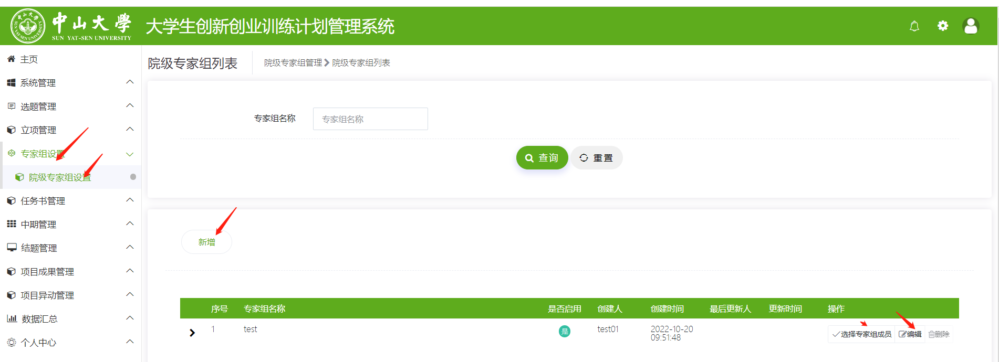 中山大學
SUN YAT-SEN UNIVERSITY
大学生创新创业训练计划管理系统
主页
系统管理
选题管理
立项管理
专家组设置
院级专家组设置
任务书管理
中期管理
结题管理
项目成果管理
项目异动管理
数据汇总
个人中心
院级专家组列表
院级专家组管理 院级专家组列表
专家组名称 专家组名称
查询 重置
新增
序号 专家组名称 是否启用 创建人 创建时间 最后更新人 更新时间 操作
1 test 是 test01 2022-10-20
09:51:48
选择专家组成员 编辑 删除